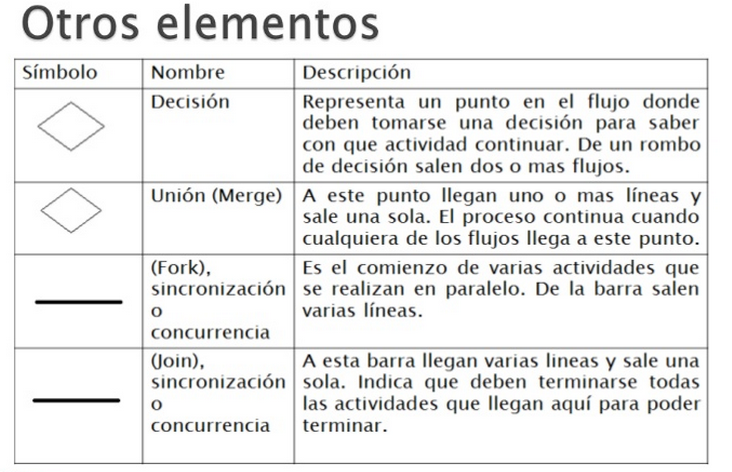 Otros elementos
Símbolo Nombre Descripción
Decisión Representa un punto en el flujo donde
deben tomarse una decisión para saber
con que actividad continuar. De un rombo
de decisión salen dos o mas flujos.
Unión (Merge) A este punto llegan uno o mas líneas y
sale una sola. El proceso continua cuando
cualquiera de los flujos llega a este punto.
(Fork), Es el comienzo de varias actividades que
sincronización se realizan en paralelo. De la barra salen
o varias líneas.
concurrencia
(Join), A esta barra llegan varias lineas y sale una
sincronización sola. Indica que deben terminarse todas
o las actividades que llegan aquí para poder
concurrencia terminar.